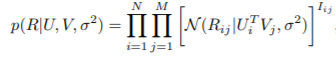 p(R|U, V, σ²) = ∏_{i=1}^{N} ∏_{j=1}^{M} [𝒩(R_{ij}|U_i^T V_j, σ²)]^{I_{ij}}